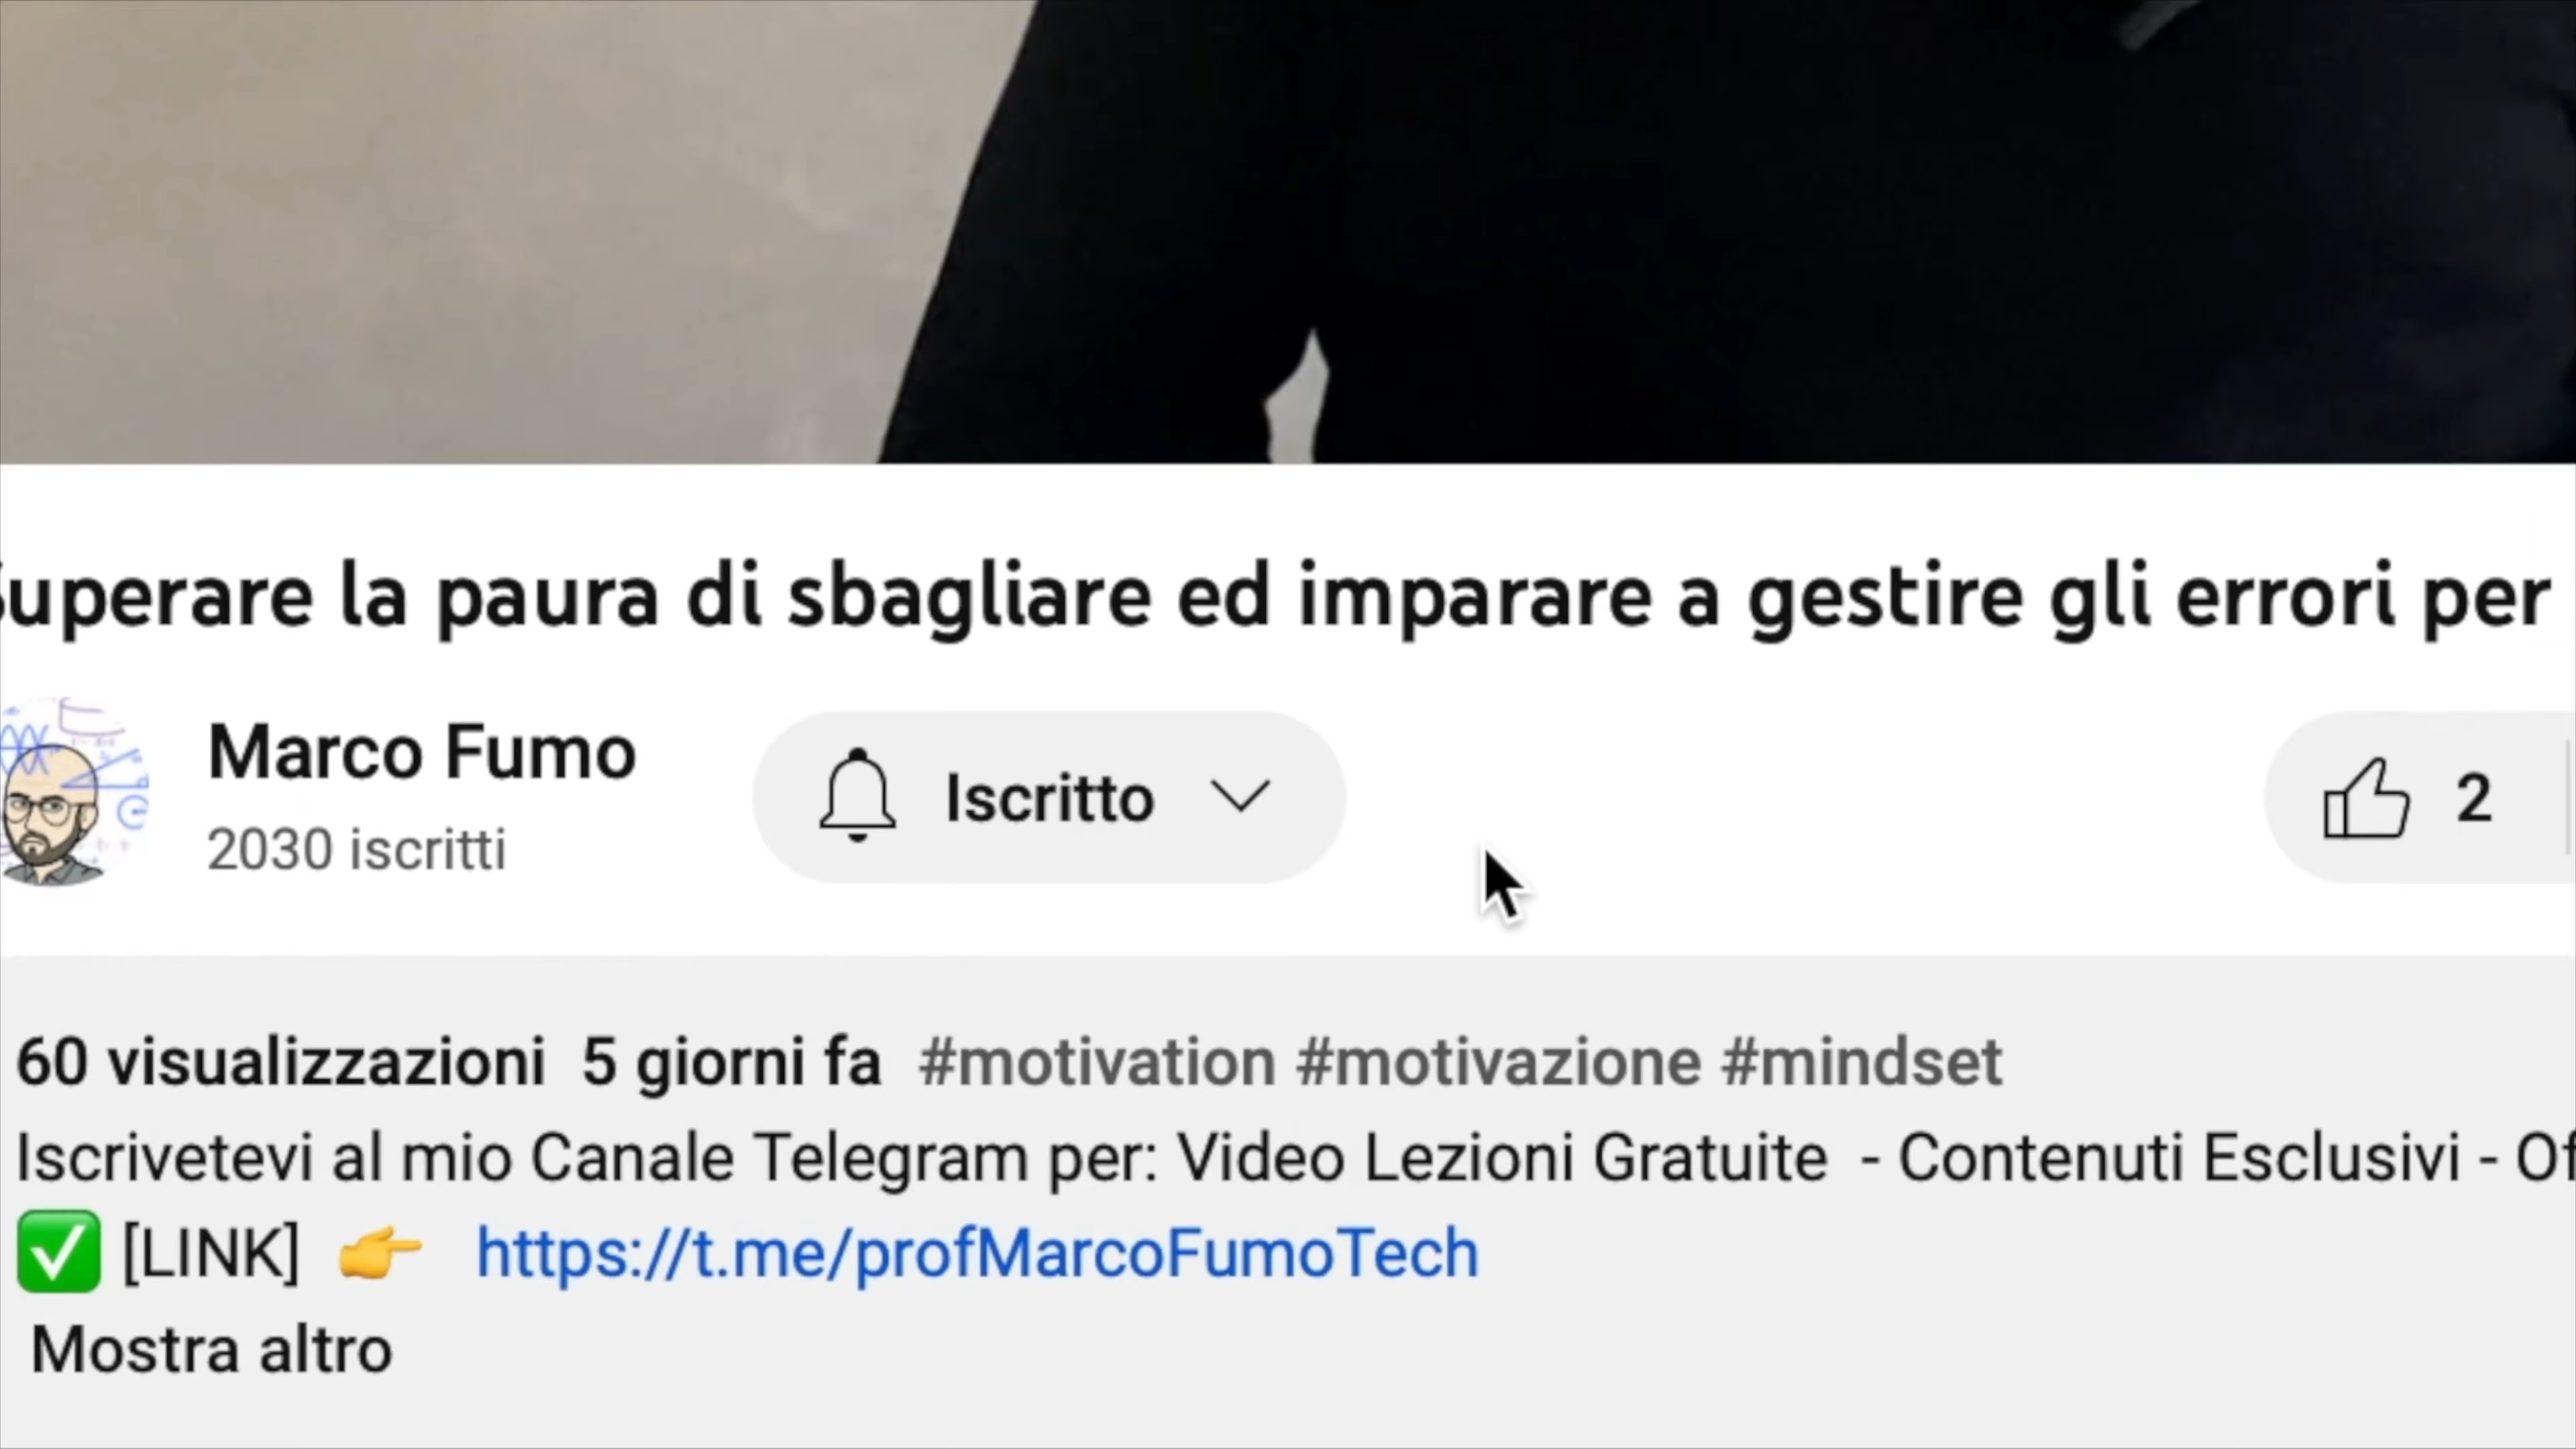 Superare la paura di sbagliare ed imparare a gestire gli errori per
Marco Fumo
2030 iscritti
Iscritto
2
60 visualizzazioni 5 giorni fa #motivation #motivazione #mindset
Iscrivetevi al mio Canale Telegram per: Video Lezioni Gratuite - Contenuti Esclusivi -
✅ [LINK] 👉 https://t.me/profMarcoFumoTech
Mostra altro